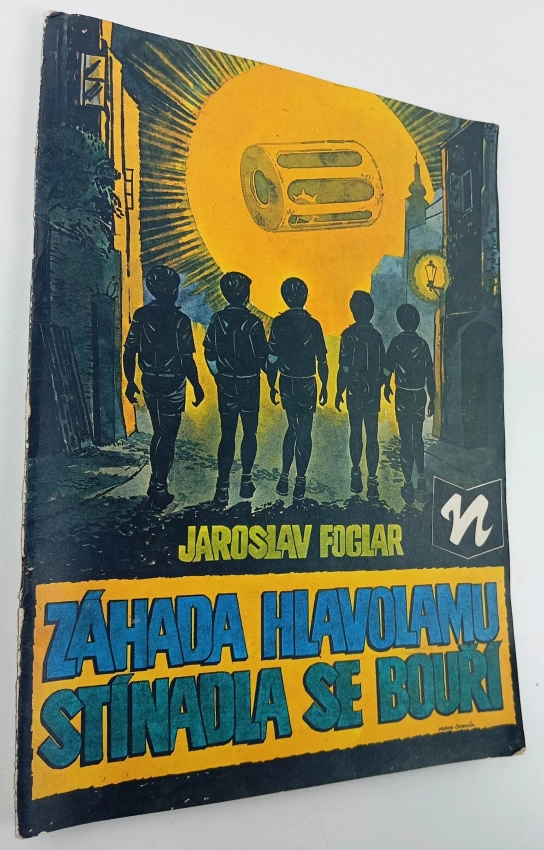 JAROSLAV FOGLAR
n
ZÁHADA HLAVOLAMU
STÍNADLA SE BOUŘÍ